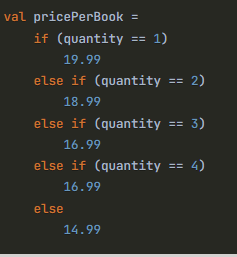 val pricePerBook =
    if (quantity == 1)
        19.99
    else if (quantity == 2)
        18.99
    else if (quantity == 3)
        16.99
    else if (quantity == 4)
        16.99
    else
        14.99